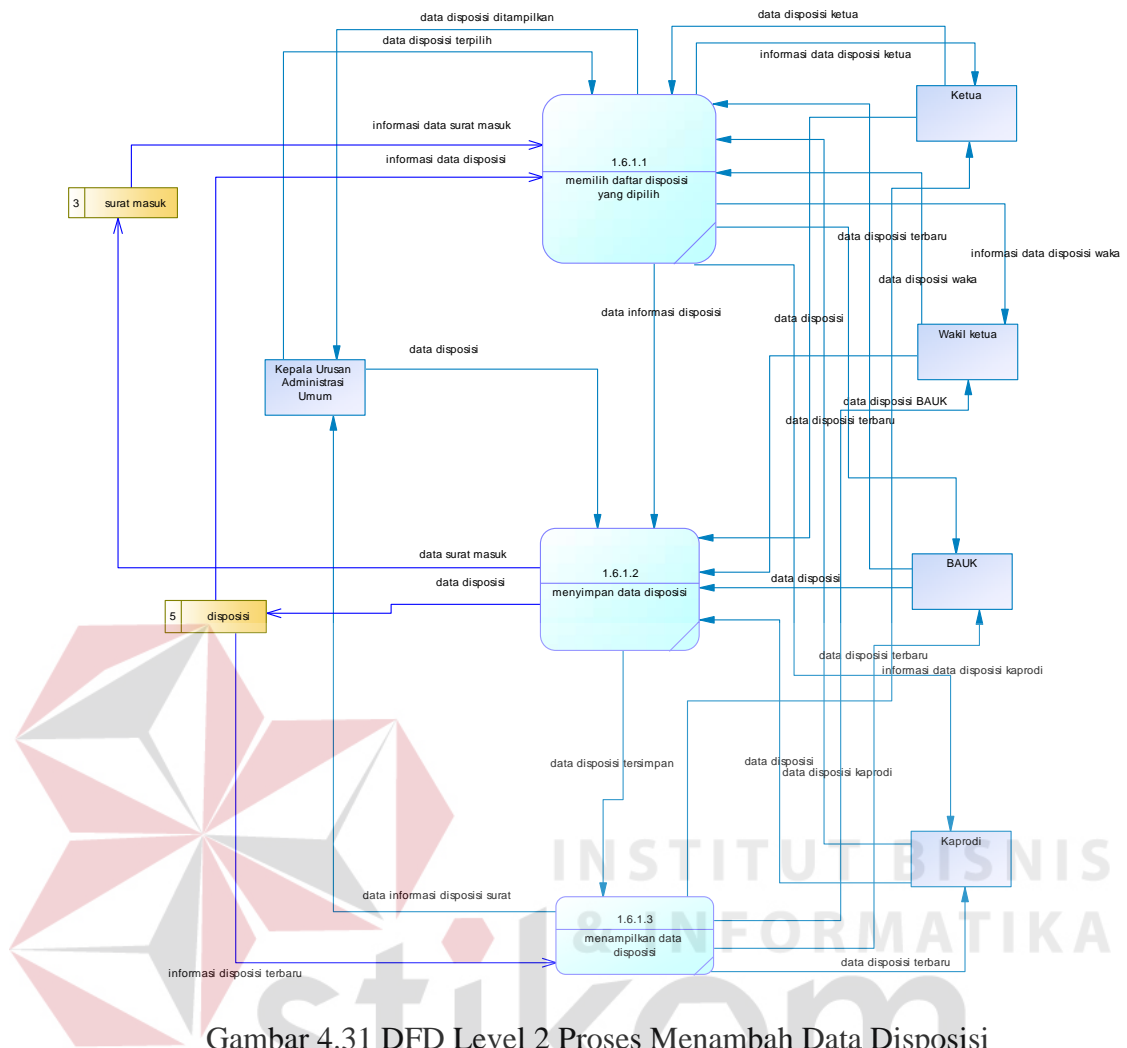 data disposisi ditampilkan
data disposisi ketua
data disposisi terpilih
informasi data disposisi ketua
Ketua
informasi data surat masuk
informasi data disposisi
1.6.1.1
memilih daftar disposisi
yang dipilih
3
surat masuk
data disposisi terbaru
informasi data disposisi waka
data disposisi waka
data informasi disposisi
data disposisi
Wakil ketua
data disposisi
Kepala Urusan
Administrasi
Umum
data disposisi BAUK
data disposisi terbaru
data surat masuk
BAUK
1.6.1.2
menyimpan data disposisi
data disposisi
data disposisi
5
disposisi
data disposisi terbaru
informasi data disposisi kaprodi
data disposisi tersimpan
data disposisi
data disposisi kaprodi
Kaprodi
INSTITUT BISNIS
& INFORMATIKA
data informasi disposisi surat
1.6.1.3
menampilkan data
disposisi
data disposisi terbaru
informasi disposisi terbaru
stikom
Gambar 4.31 DFD Level 2 Proses Menambah Data Disposisi